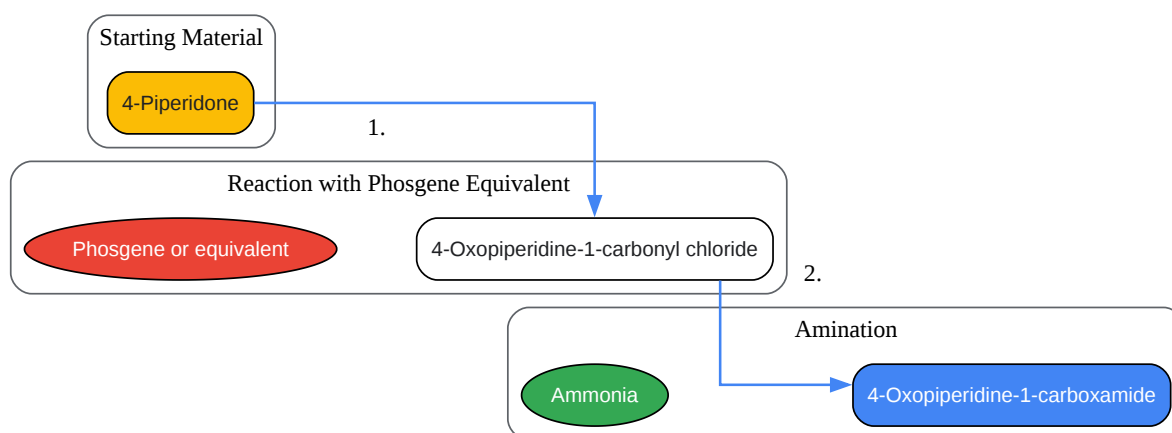 Starting Material
4-Piperidone
1.
Reaction with Phosgene Equivalent
Phosgene or equivalent
4-Oxopiperidine-1-carbonyl chloride
2.
Amination
Ammonia
4-Oxopiperidine-1-carboxamide